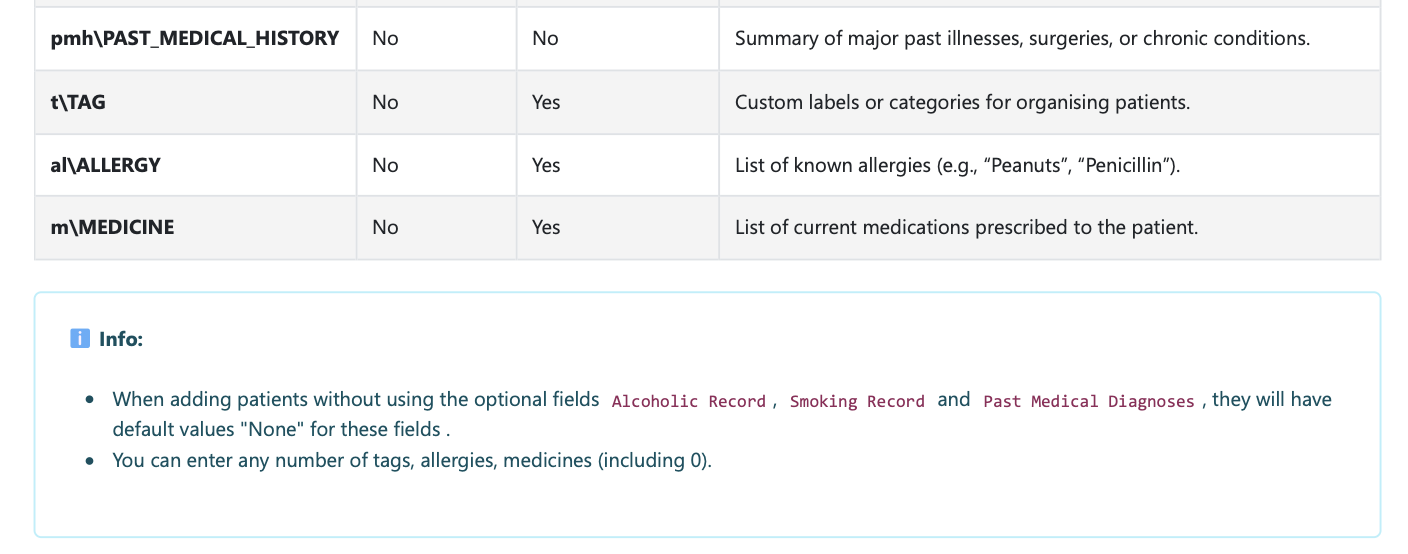 pmh\PAST_MEDICAL_HISTORY No No Summary of major past illnesses, surgeries, or chronic conditions.
t\TAG No Yes Custom labels or categories for organising patients.
al\ALLERGY No Yes List of known allergies (e.g., “Peanuts”, “Penicillin”).
m\MEDICINE No Yes List of current medications prescribed to the patient.
ℹ️ Info:
• When adding patients without using the optional fields Alcoholic Record , Smoking Record and Past Medical Diagnoses , they will have
default values "None" for these fields .
• You can enter any number of tags, allergies, medicines (including 0).